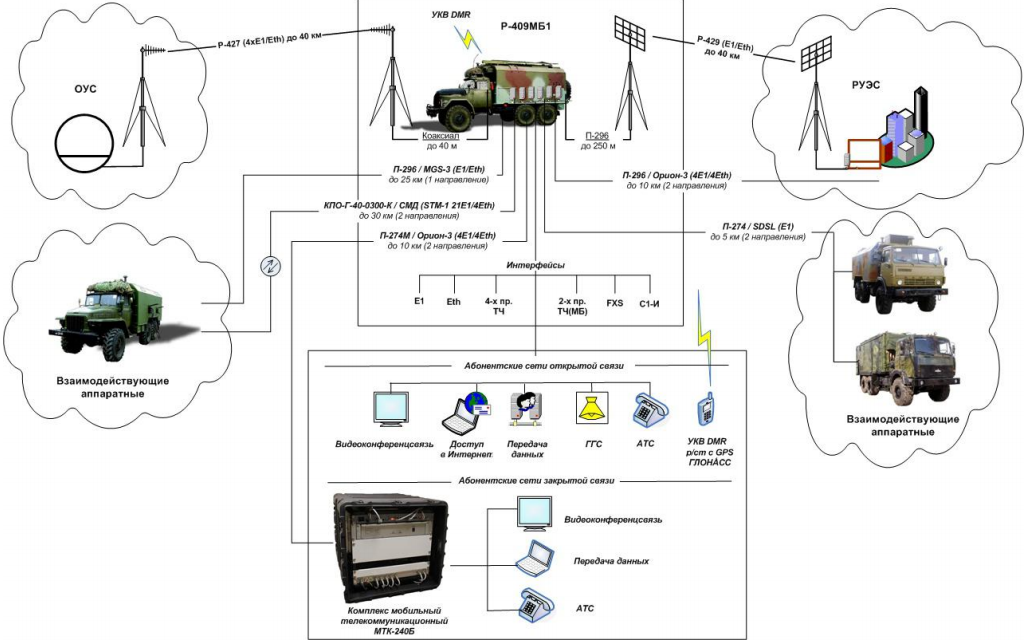 УКВ DMR
Р-409МБ1
Р-427 (4хЕ1/Eth) до 40 км
Р-429 (Е1/Eth)
до 40 км
ОУС
РУЭС
Коаксиал
до 40 м
П-296
до 250 м
П-296 / MGS-3 (E1/Eth)
до 25 км (1 направление)
П-296 / Орион-3 (4Е1/4Eth)
до 10 км (2 направления)
КПО-Г-40-0300-К / СМД (STM-1 21Е1/4Eth)
до 30 км (2 направления)
П-274М / Орион-3 (4Е1/4Eth)
до 10 км (2 направления)
П-274 / SDSL (E1)
до 5 км (2 направления)
Интерфейсы
Е1
Eth
4-х пр.
ТЧ
2-х пр.
ТЧ(МБ)
FXS
С1-И
Взаимодействующие
аппаратные
Взаимодействующие
аппаратные
Абонентские сети открытой связи
Видеоконференцсвязь
Доступ
в Интернет
Передача
данных
ГГС
АТС
УКВ DMR
р/ст с GPS
ГЛОНАСС
Абонентские сети закрытой связи
Видеоконференцсвязь
Передача данных
АТС
Комплекс мобильный
телекоммуникационный
МТК-240Б